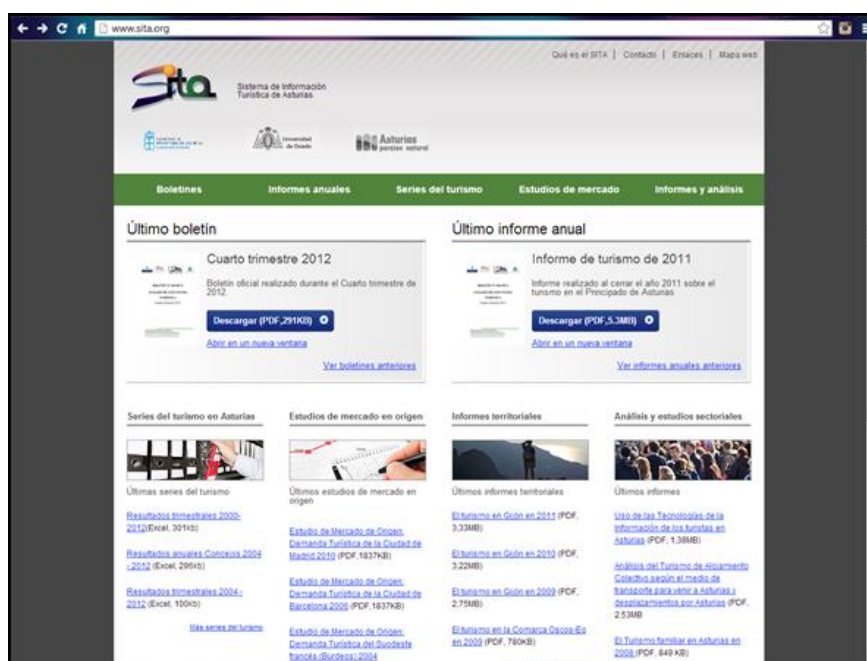 www.sita.org
Qué es el SITA | Contacto | Enlaces | Mapa web
sita
Sistema de Información
Turística de Asturias
Universidad
de Oviedo
Asturias
paraíso natural
Boletines Informes anuales Series del turismo Estudios de mercado Informes y análisis
Último boletín
Cuarto trimestre 2012
Boletín oficial realizado durante el Cuarto trimestre de
2012
Descargar (PDF,291KB)
Abrir en un nueva ventana
Ver boletines anteriores
Último informe anual
Informe de turismo de 2011
Informe realizado al cerrar el año 2011 sobre el
turismo en el Principado de Asturias
Descargar (PDF,5.3MB)
Abrir en un nueva ventana
Ver informes anuales anteriores
Series del turismo en Asturias
Últimas series del turismo
Resultados trimestrales 2000-
2012(Excel, 301kb)
Resultados anuales Concejos 2004
- 2012 (Excel, 296kb)
Resultados trimestrales 2004 -
2012 (Excel, 100kb)
Más series del turismo
Estudios de mercado en origen
Últimos estudios de mercado en
origen
Estudio de Mercado de Origen:
Demanda Turística de la Ciudad de
Madrid 2010 (PDF,1837KB)
Estudio de Mercado de Origen:
Demanda Turística de la Ciudad de
Barcelona 2006 (PDF,1837KB)
Estudio de Mercado de Origen:
Demanda Turística del Suodeste
francés (Burdeos) 2004
Informes territoriales
Últimos informes territoriales
El turismo en Gijón en 2011 (PDF,
3.33MB)
El turismo en Gijón en 2010 (PDF,
3.22MB)
El turismo en Gijón en 2009 (PDF,
2.75MB)
El turismo en la Comarca Oscos-Eo
en 2009 (PDF, 780KB)
Análisis y estudios sectoriales
Últimos informes
Uso de las Tecnologías de la
Información de los turistas en
Asturias (PDF, 1,38MB)
Análisis del Turismo de Alojamiento
Colectivo según el medio de
transporte para venir a Asturias y
desplazamientos por Asturias (PDF,
2.53MB
El Turismo familiar en Asturias en
2008 (PDF, 849 KB)